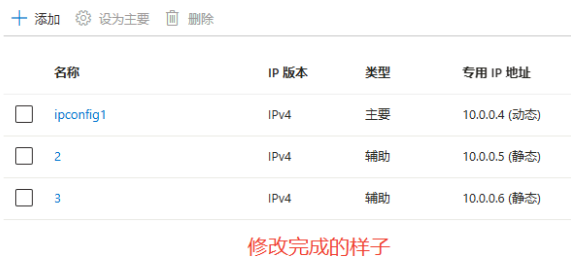 添加 设为主要 删除
名称 IP 版本 类型 专用 IP 地址
ipconfig1 IPv4 主要 10.0.0.4 (动态)
2 IPv4 辅助 10.0.0.5 (静态)
3 IPv4 辅助 10.0.0.6 (静态)
修改完成的样子